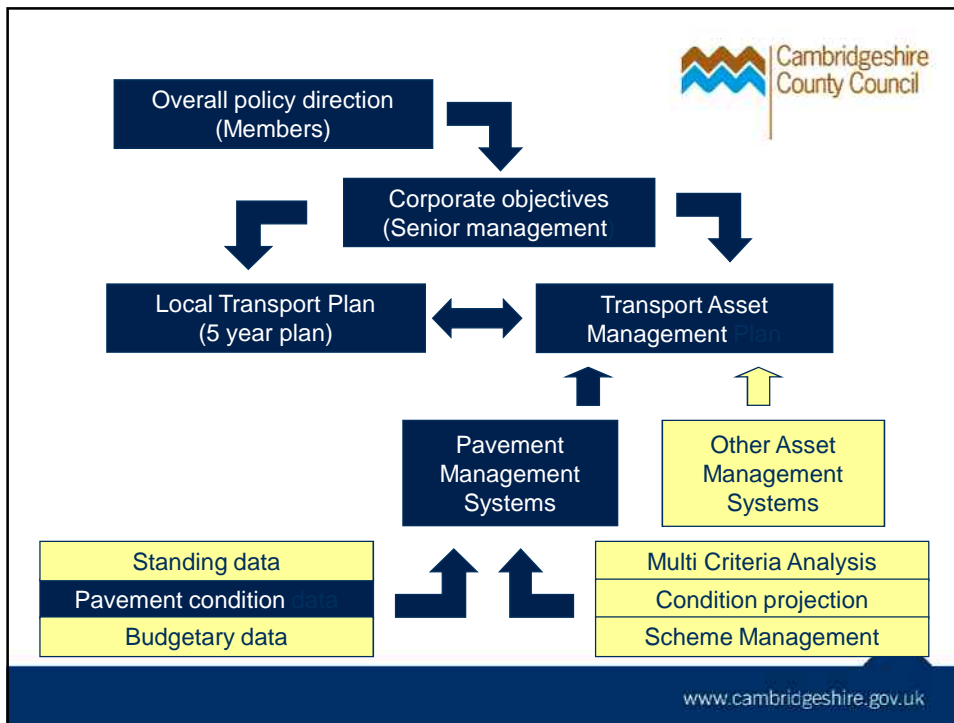 Cambridgeshire
County Council
Overall policy direction
(Members)
Corporate objectives
(Senior management)
Local Transport Plan
(5 year plan)
Transport Asset
Management Plan
Pavement
Management
Systems
Other Asset
Management
Systems
Standing data
Pavement condition data
Budgetary data
Multi Criteria Analysis
Condition projection
Scheme Management
www.cambridgeshire.gov.uk